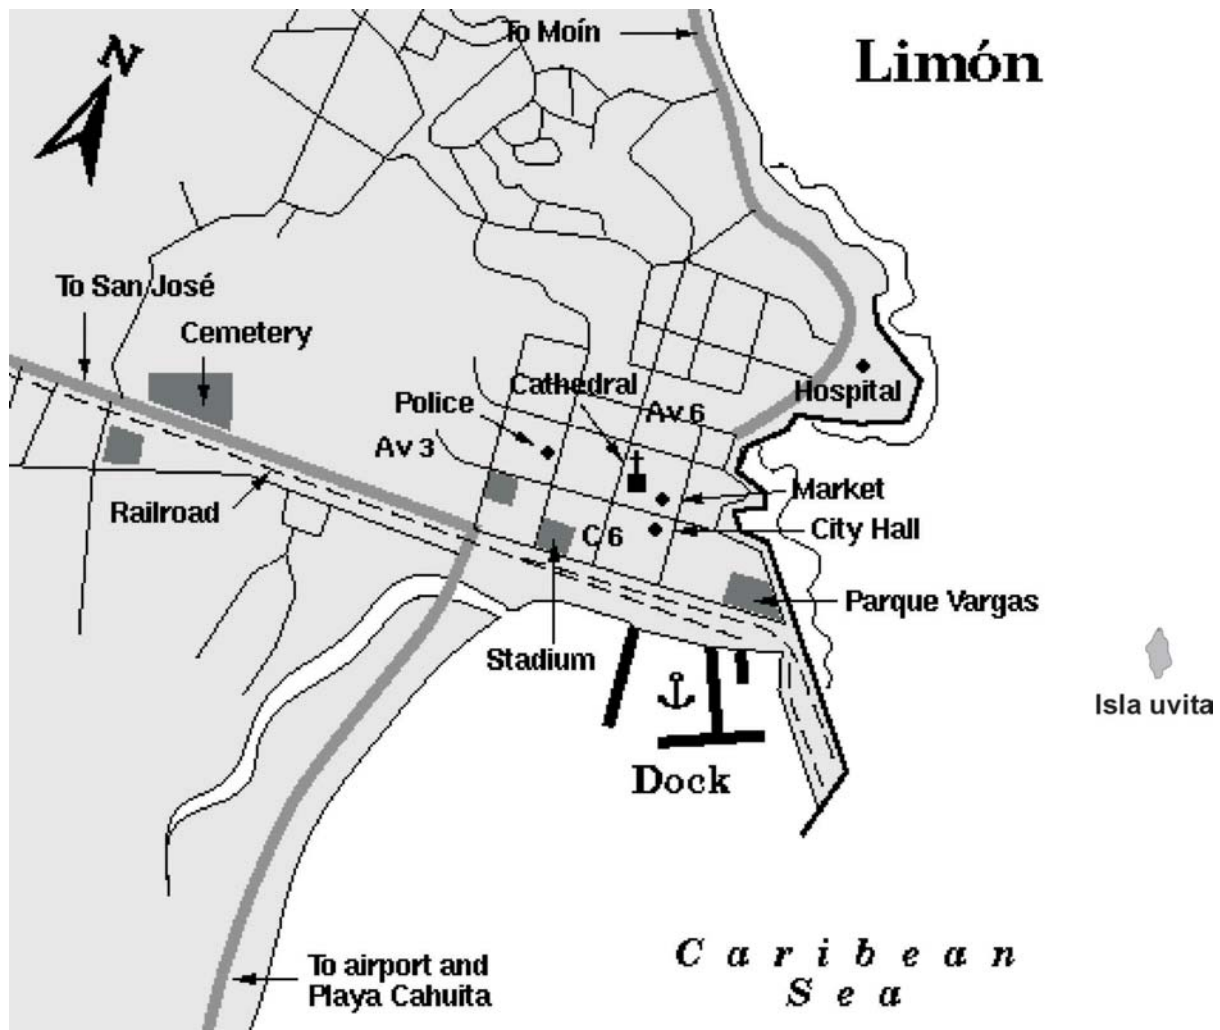 To Moín
Limón
N
To San José
Cemetery
Cathedral
Hospital
Police
Av 6
Av 3
Market
Railroad
C 6
City Hall
Parque Vargas
Stadium
Isla uvita
Dock
Caribean
Sea
To airport and
Playa Cahuita